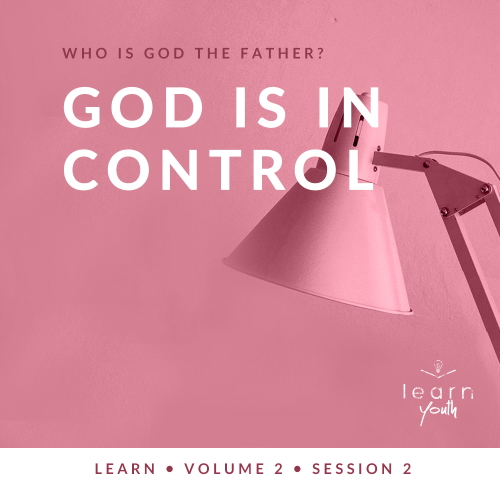 WHO IS GOD THE FATHER?
GOD IS IN
CONTROL
learn
youth
LEARN • VOLUME 2 • SESSION 2